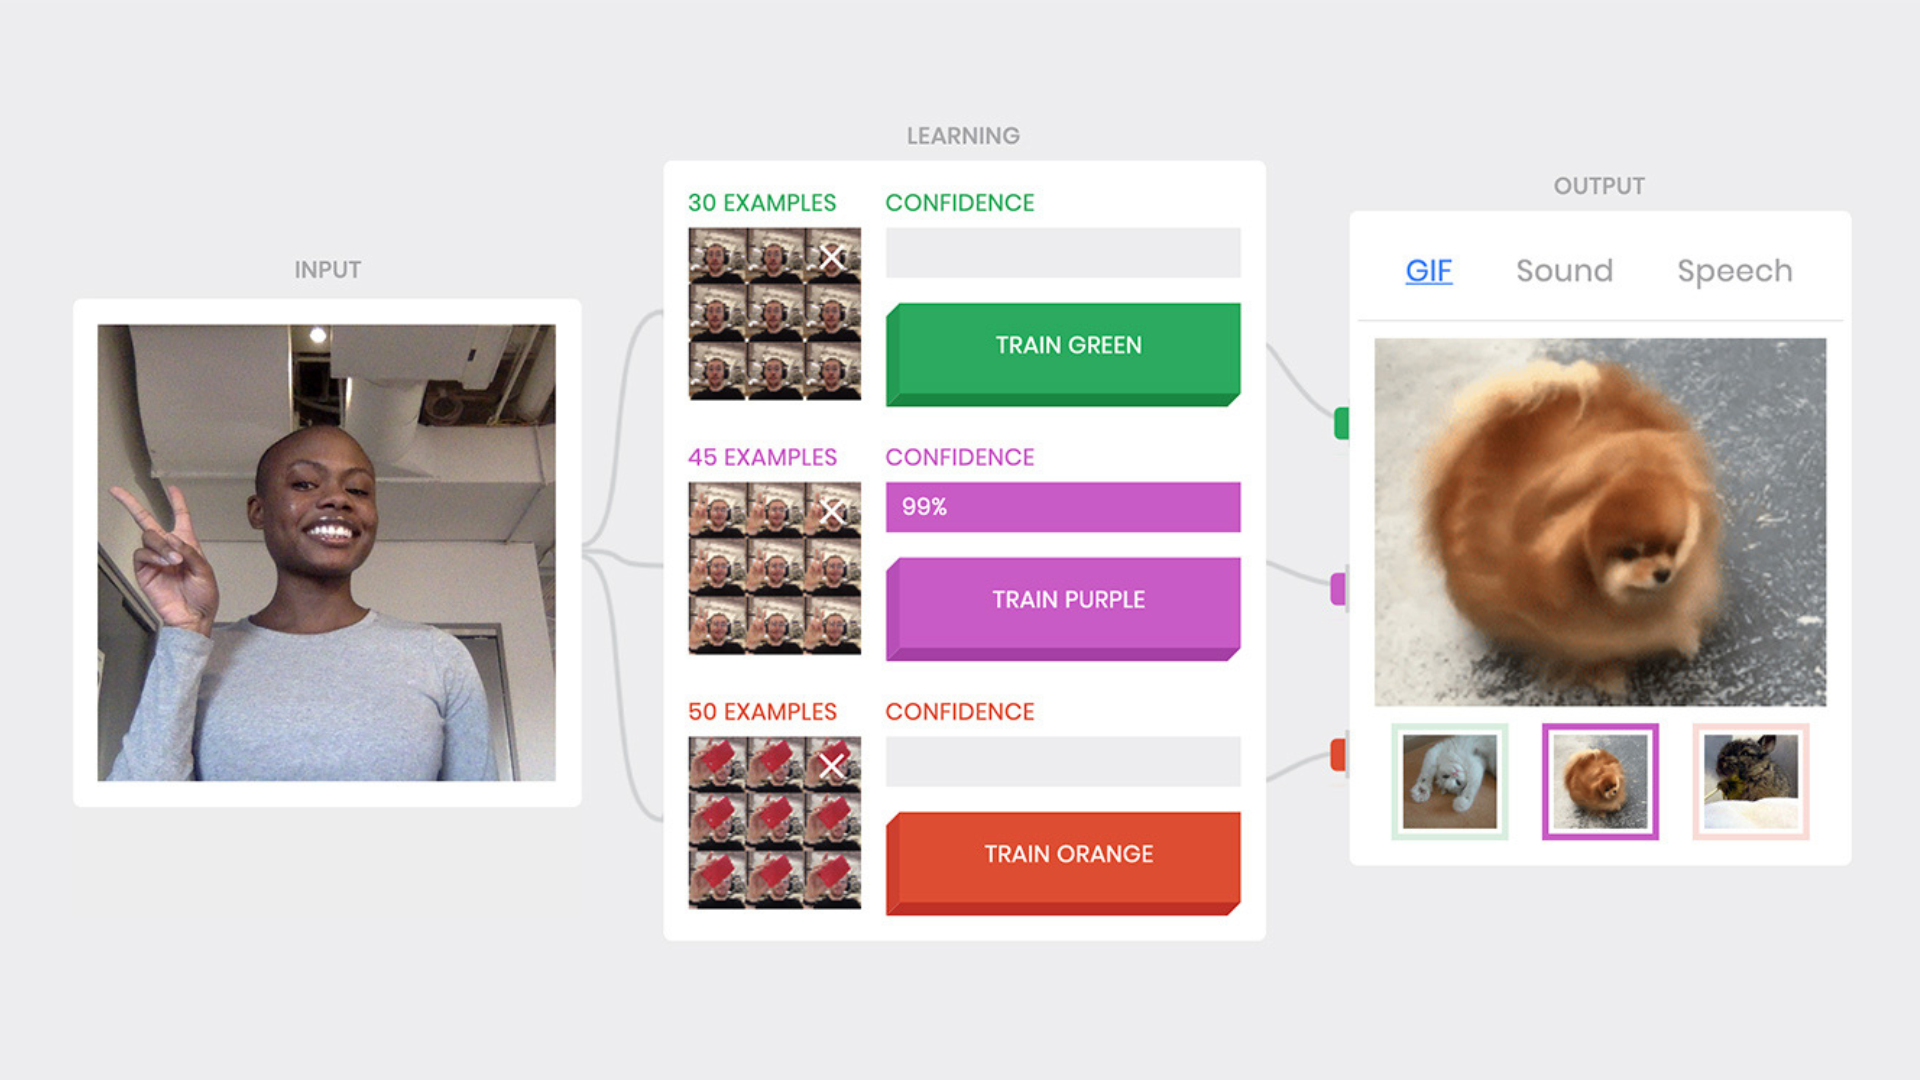 INPUT
LEARNING
30 EXAMPLES
CONFIDENCE
TRAIN GREEN
45 EXAMPLES
CONFIDENCE
99%
TRAIN PURPLE
50 EXAMPLES
CONFIDENCE
TRAIN ORANGE
OUTPUT
GIF Sound Speech